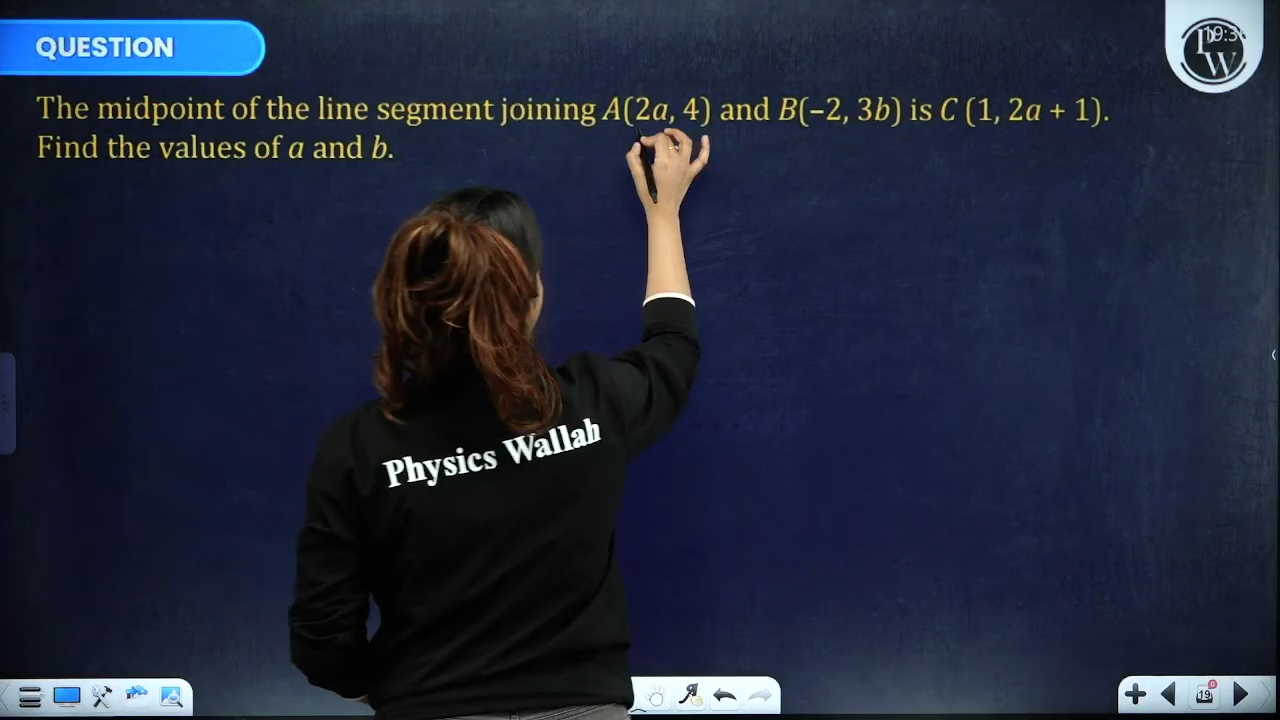 QUESTION
The midpoint of the line segment joining A(2a, 4) and B(–2, 3b) is C (1, 2a + 1).
Find the values of a and b.
Physics Wallah
W
19